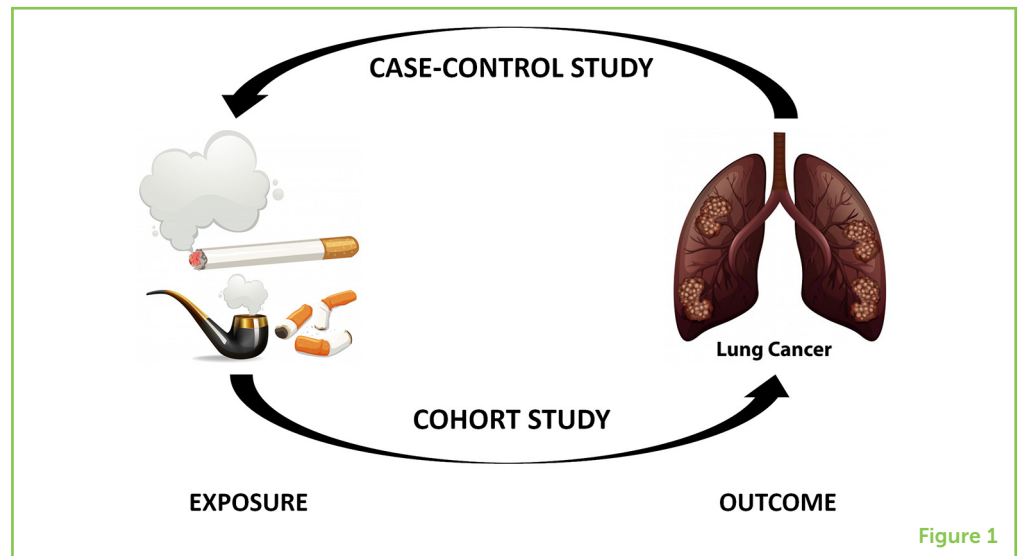 CASE-CONTROL STUDY
Lung Cancer
COHORT STUDY
EXPOSURE
OUTCOME
Figure 1